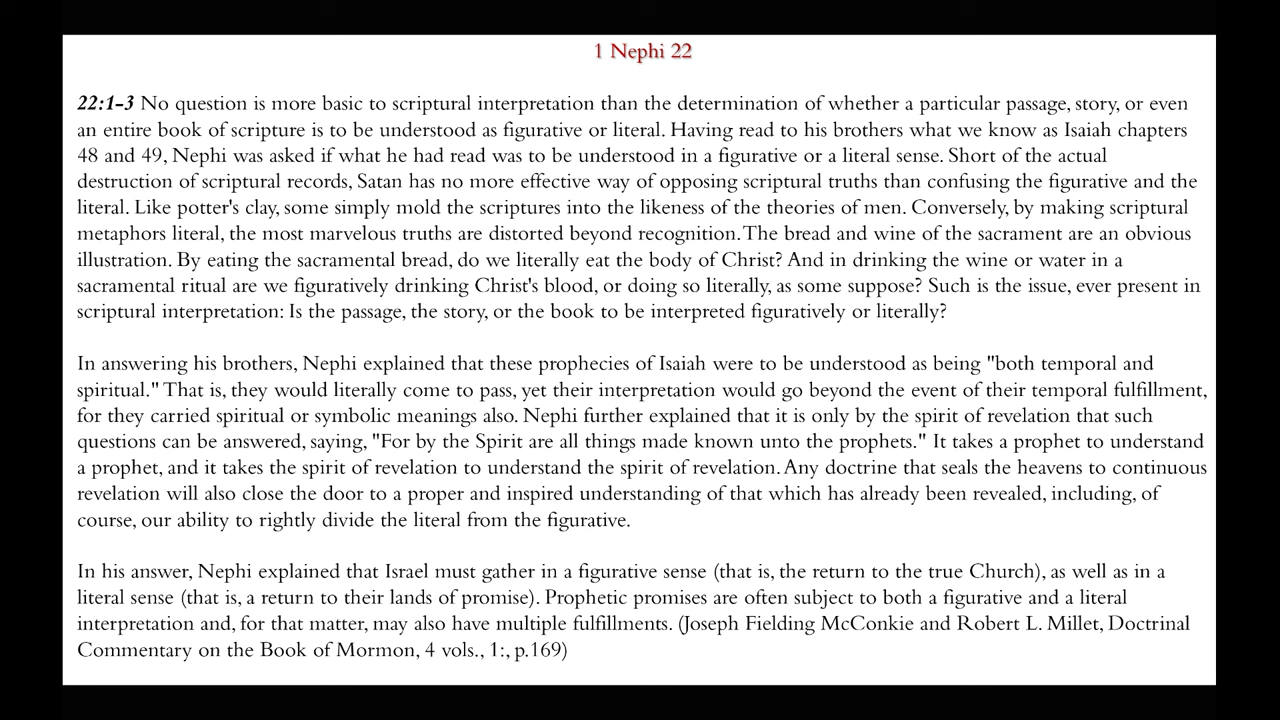 1 Nephi 22
22:1-3 No question is more basic to scriptural interpretation than the determination of whether a particular passage, story, or even
an entire book of scripture is to be understood as figurative or literal. Having read to his brothers what we know as Isaiah chapters
48 and 49, Nephi was asked if what he had read was to be understood in a figurative or a literal sense. Short of the actual
destruction of scriptural records, Satan has no more effective way of opposing scriptural truths than confusing the figurative and the
literal. Like potter's clay, some simply mold the scriptures into the likeness of the theories of men. Conversely, by making scriptural
metaphors literal, the most marvelous truths are distorted beyond recognition. The bread and wine of the sacrament are an obvious
illustration. By eating the sacramental bread, do we literally eat the body of Christ? And in drinking the wine or water in a
sacramental ritual are we figuratively drinking Christ's blood, or doing so literally, as some suppose? Such is the issue, ever present in
scriptural interpretation: Is the passage, the story, or the book to be interpreted figuratively or literally?
In answering his brothers, Nephi explained that these prophecies of Isaiah were to be understood as being "both temporal and
spiritual." That is, they would literally come to pass, yet their interpretation would go beyond the event of their temporal fulfillment,
for they carried spiritual or symbolic meanings also. Nephi further explained that it is only by the spirit of revelation that such
questions can be answered, saying, "For by the Spirit are all things made known unto the prophets." It takes a prophet to understand
a prophet, and it takes the spirit of revelation to understand the spirit of revelation. Any doctrine that seals the heavens to continuous
revelation will also close the door to a proper and inspired understanding of that which has already been revealed, including, of
course, our ability to rightly divide the literal from the figurative.
In his answer, Nephi explained that Israel must gather in a figurative sense (that is, the return to the true Church), as well as in a
literal sense (that is, a return to their lands of promise). Prophetic promises are often subject to both a figurative and a literal
interpretation and, for that matter, may also have multiple fulfillments. (Joseph Fielding McConkie and Robert L. Millet, Doctrinal
Commentary on the Book of Mormon, 4 vols., 1:, p.169)